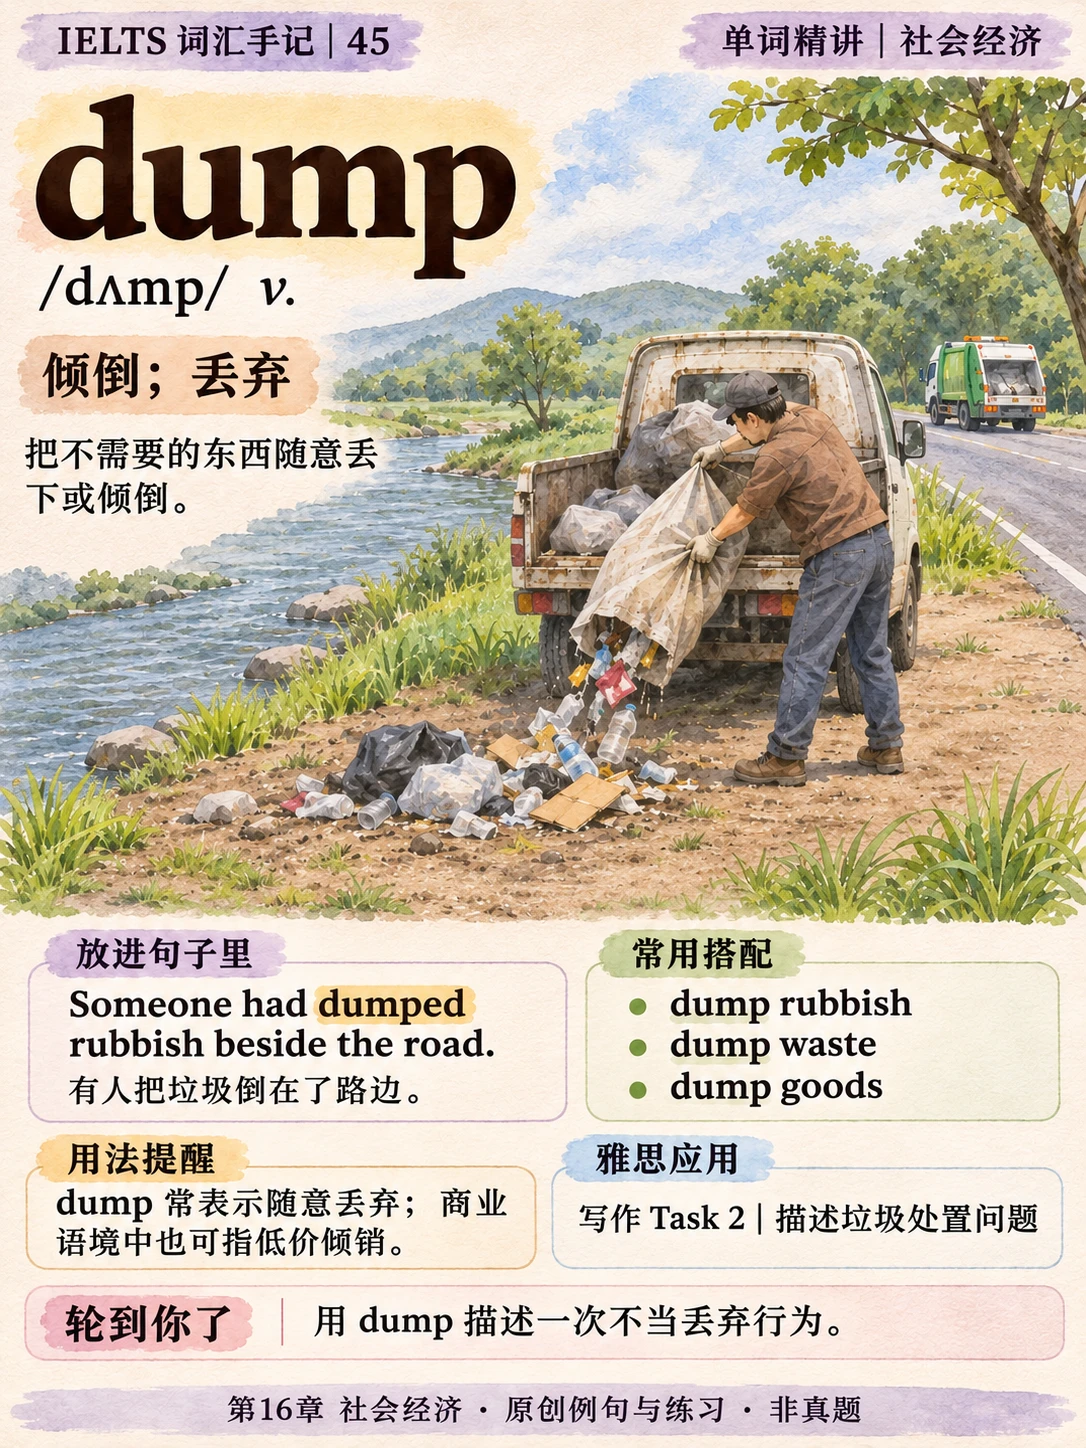 IELTS 词汇手记 | 45
单词精讲 | 社会经济
dump
/dʌmp/ v.
倾倒；丢弃
把不需要的东西随意丢
下或倾倒。
放进句子里
Someone had dumped
rubbish beside the road.
有人把垃圾倒在了路边。
常用搭配
• dump rubbish
• dump waste
• dump goods
用法提醒
dump 常表示随意丢弃；商业
语境中也可指低价倾销。
雅思应用
写作 Task 2 | 描述垃圾处置问题
轮到你了
用 dump 描述一次不当丢弃行为。
第16章 社会经济 · 原创例句与练习 · 非真题